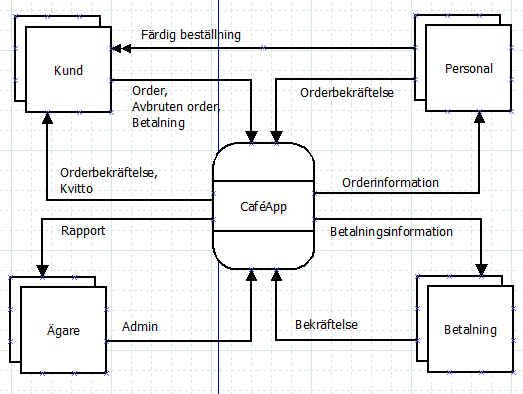 Färdig beställning
Kund
Personal
Order,
Avbruten order,
Betalning
Orderbekräftelse
Orderbekräftelse,
Kvitto
Orderinformation
CaféApp
Rapport
Betalningsinformation
Ägare
Admin
Bekräftelse
Betalning